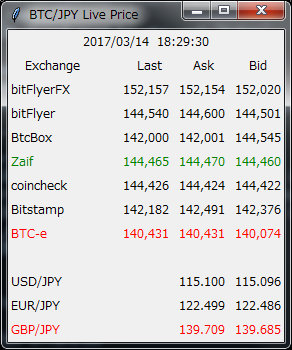 BTC/JPY Live Price
2017/03/14 18:29:30
Exchange Last Ask Bid
bitFlyerFX 152,157 152,154 152,020
bitFlyer 144,540 144,600 144,501
BtcBox 142,000 142,001 144,545
Zaif 144,465 144,470 144,460
coincheck 144,426 144,424 144,422
Bitstamp 142,182 142,491 142,376
BTC-e 140,431 140,431 140,074
USD/JPY 115.100 115.096
EUR/JPY 122.499 122.486
GBP/JPY 139.709 139.685